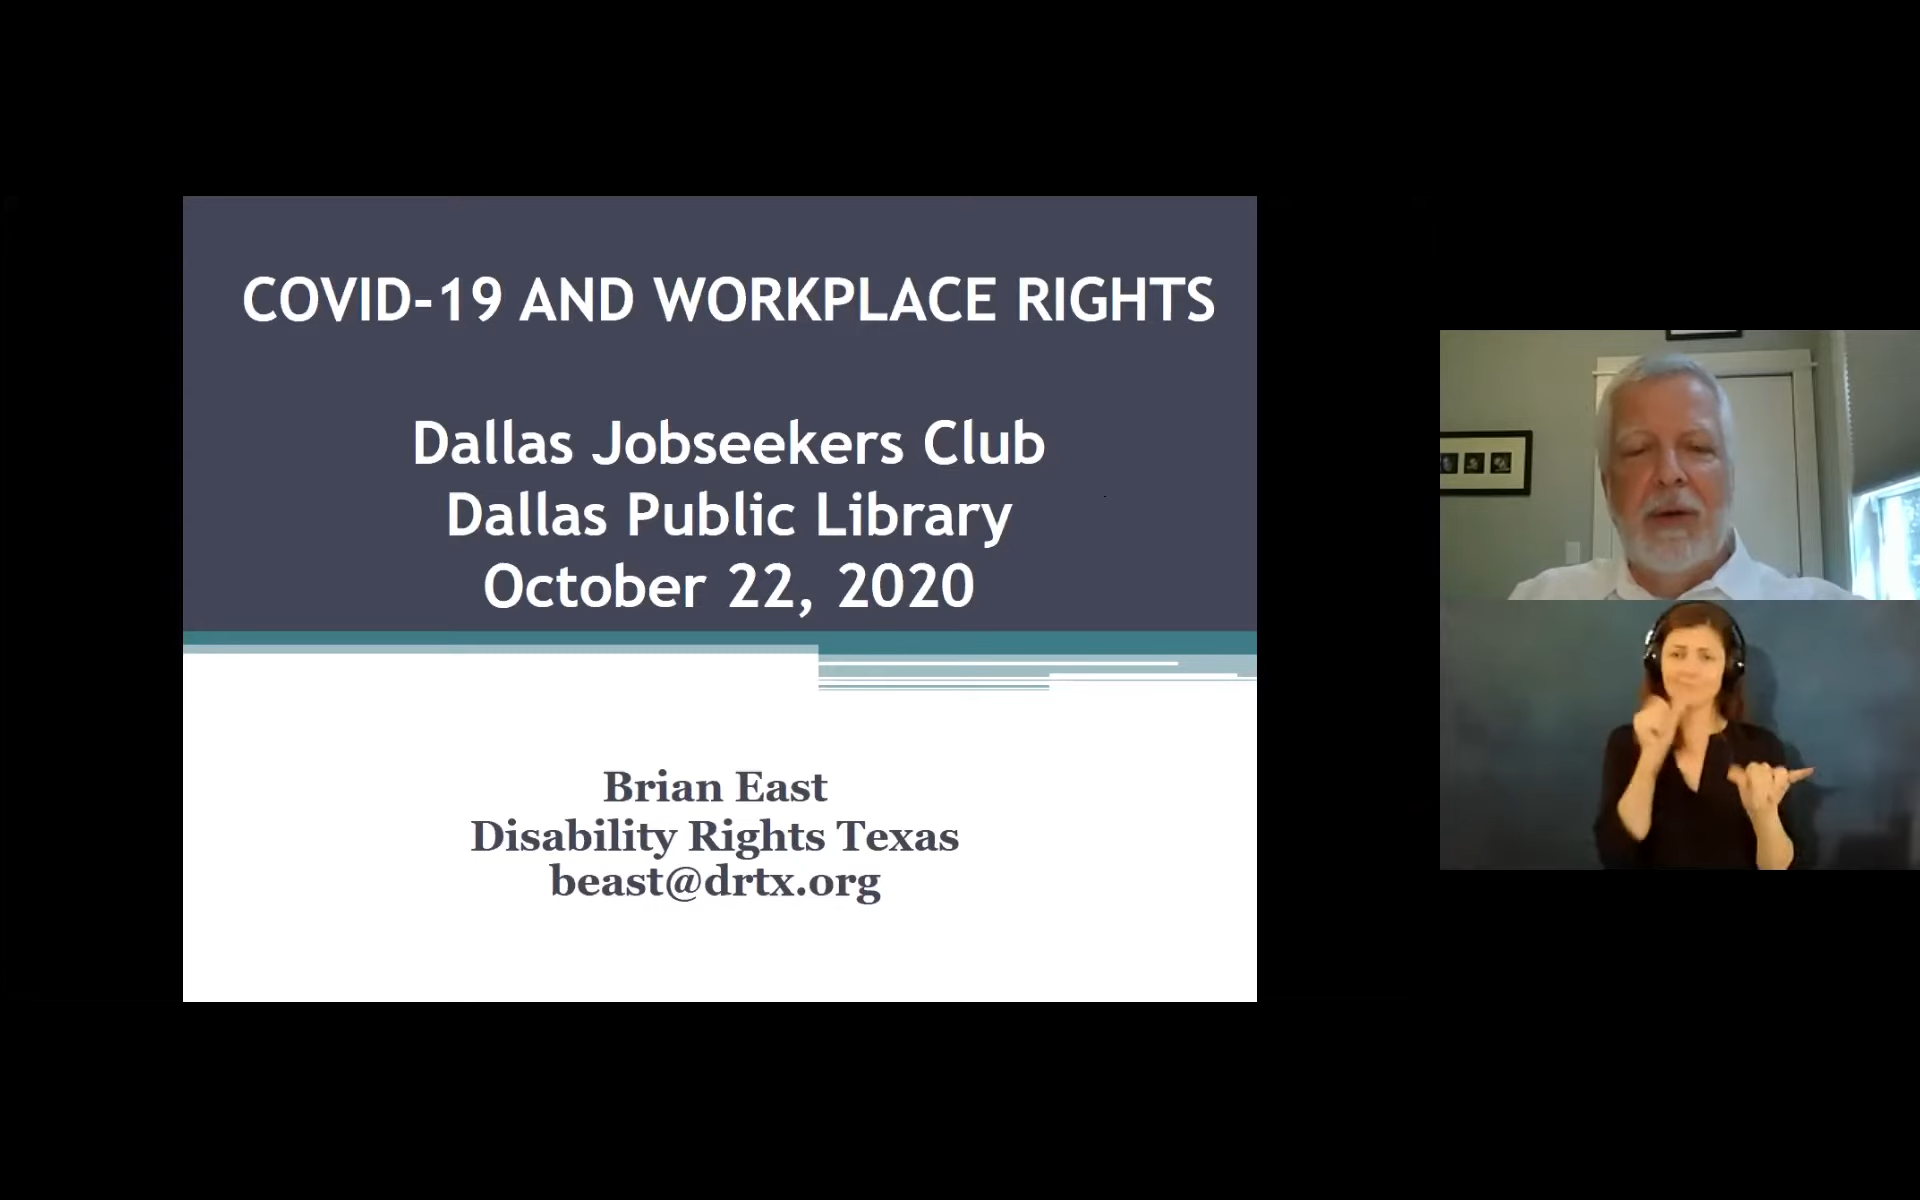 COVID-19 AND WORKPLACE RIGHTS
Dallas Jobseekers Club
Dallas Public Library
October 22, 2020
Brian East
Disability Rights Texas
beast@drtx.org